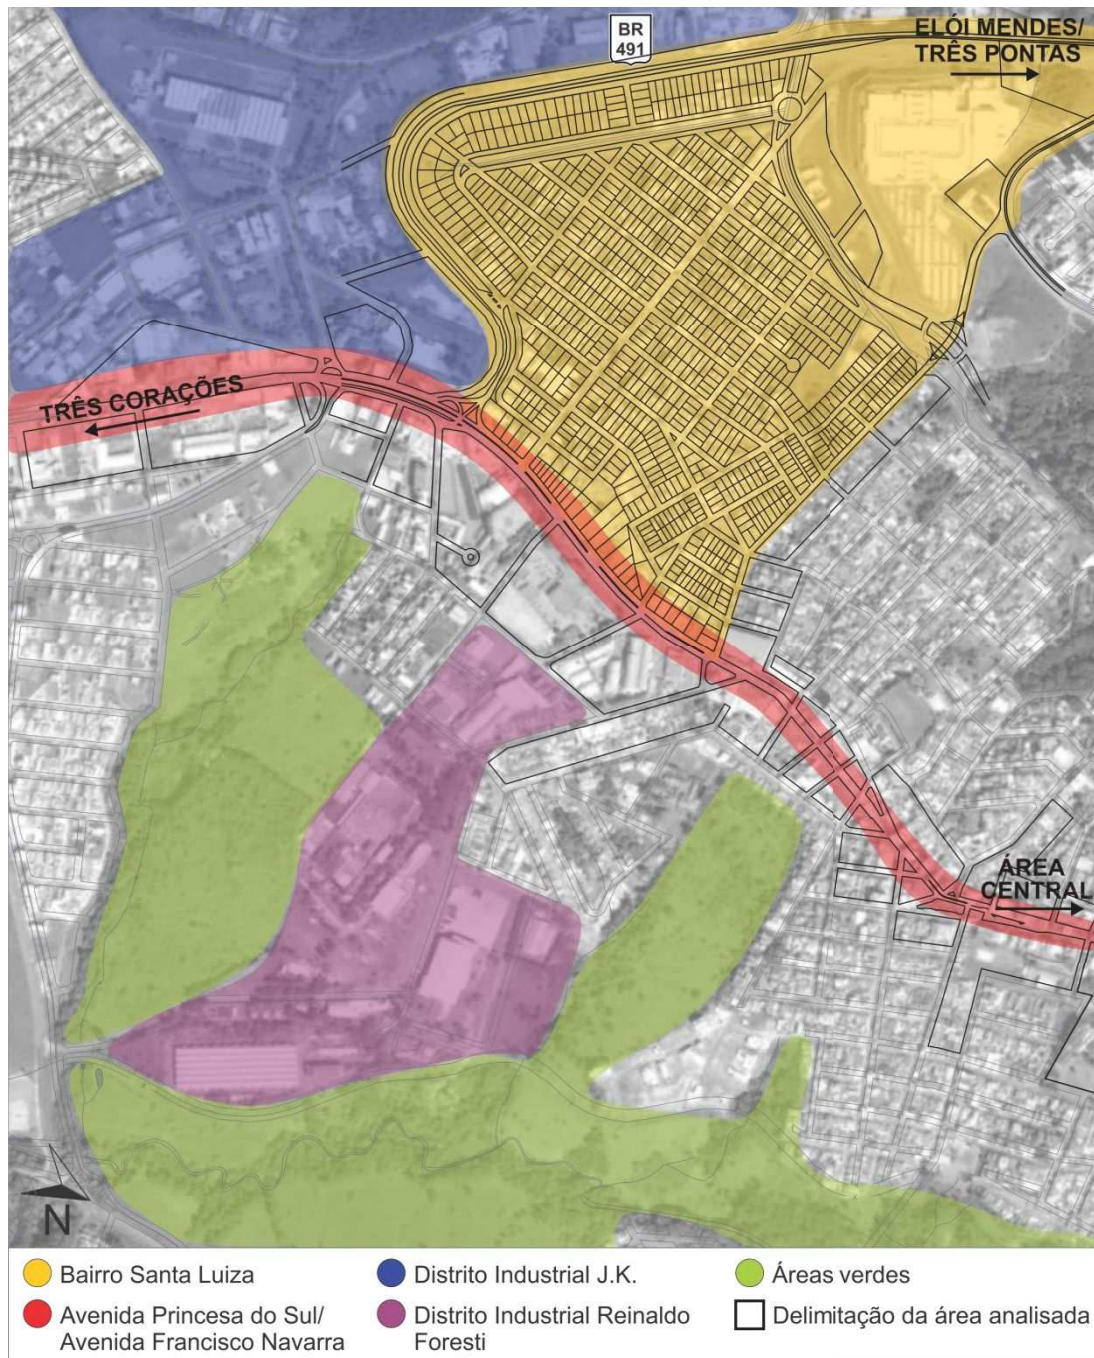 BR
491
ELÓI MENDES/
TRÊS PONTAS
TRÊS CORAÇÕES
ÁREA
CENTRAL
N
Bairro Santa Luiza
Avenida Princesa do Sul/
Avenida Francisco Navarra
Distrito Industrial J.K.
Distrito Industrial Reinaldo
Foresti
Áreas verdes
Delimitação da área analisada